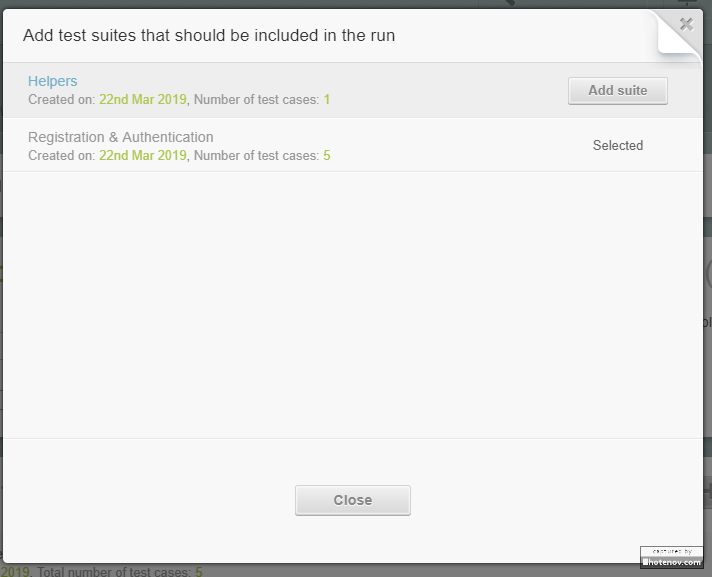 Add test suites that should be included in the run
Helpers
Created on: 22nd Mar 2019, Number of test cases: 1
Add suite
Registration & Authentication
Created on: 22nd Mar 2019, Number of test cases: 5
Selected
Close
captured by
hotenov.com
2019, Total number of test cases: 5